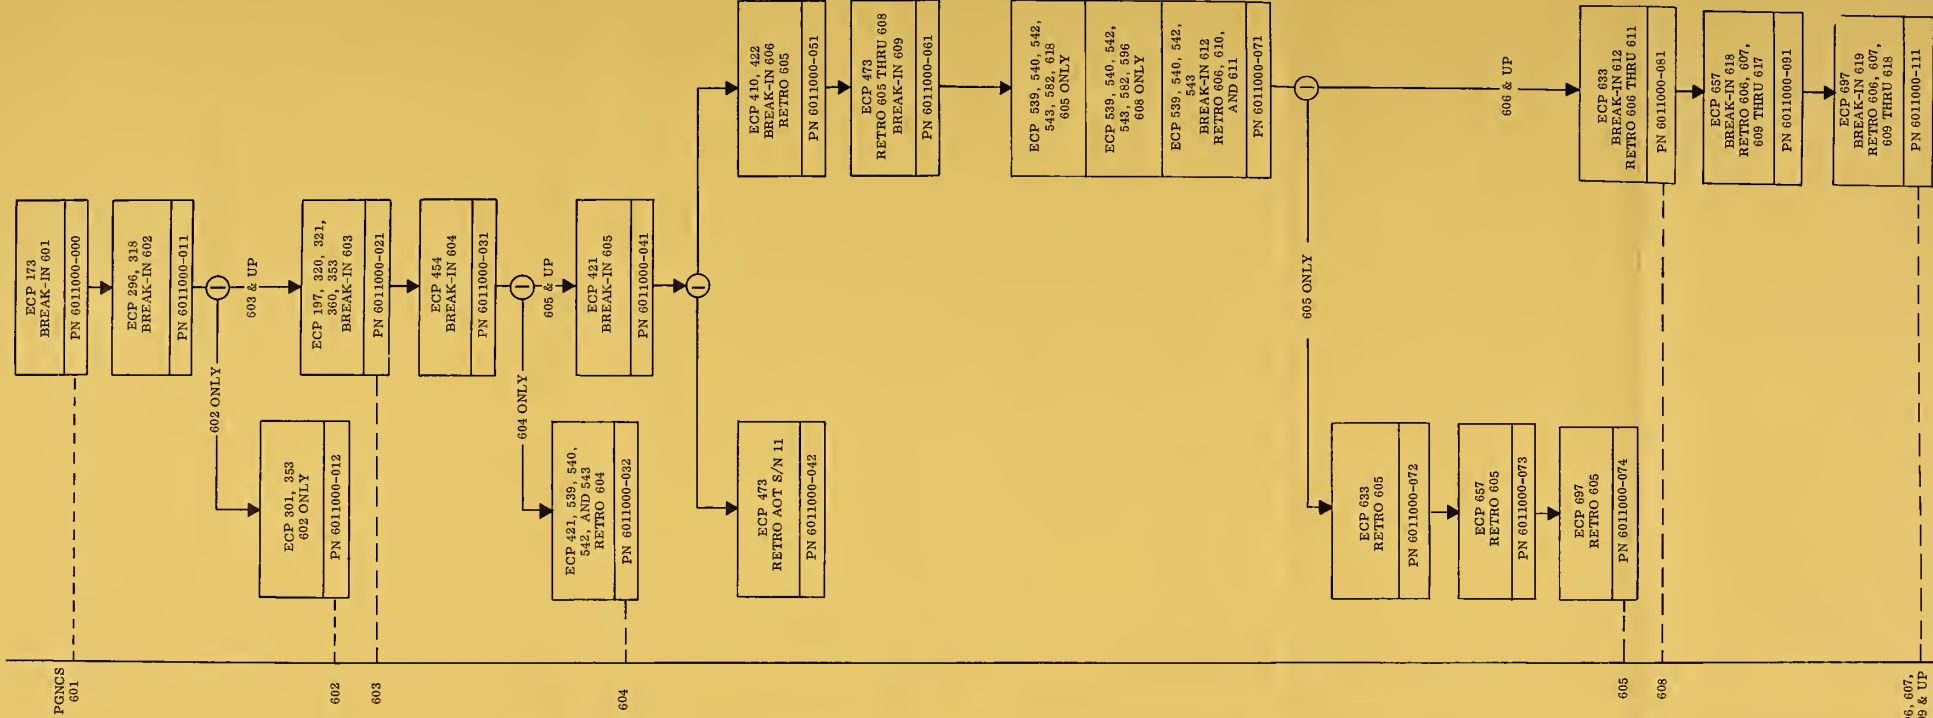 ECP 173
BREAK-IN 601
PN 6011000-000
ECP 296, 318
BREAK-IN 602
PN 6011000-011
602 ONLY
603 & UP
ECP 301, 353
602 ONLY
PN 6011000-012
ECP 197, 320, 321,
360, 353
BREAK-IN 603
PN 6011000-021
ECP 454
BREAK-IN 604
PN 6011000-031
604 ONLY
605 & UP
ECP 421, 539, 540,
542, AND 543
RETRO 604
PN 6011000-032
ECP 421
BREAK-IN 605
PN 6011000-041
ECP 473
RETRO AOT S/N 11
PN 6011000-042
ECP 410, 422
BREAK-IN 606
RETRO 605
PN 6011000-051
ECP 473
RETRO 605 THRU 608
BREAK-IN 609
PN 6011000-061
ECP 539, 540, 542,
543, 582, 618
605 ONLY
ECP 539, 540, 542,
543, 582, 596
608 ONLY
ECP 539, 540, 542,
543
BREAK-IN 612
RETRO 606, 610,
AND 611
PN 6011000-071
605 ONLY
606 & UP
ECP 633
RETRO 605
PN 6011000-072
ECP 657
RETRO 605
PN 6011000-073
ECP 697
RETRO 605
PN 6011000-074
ECP 633
BREAK-IN 612
RETRO 606 THRU 611
PN 6011000-081
ECP 657
BREAK-IN 618
RETRO 606, 607,
609 THRU 617
PN 6011000-091
ECP 697
BREAK-IN 619
RETRO 606, 607,
609 THRU 618
PN 6011000-111
PGNCS
601
602
603
604
605
608
607,
& UP